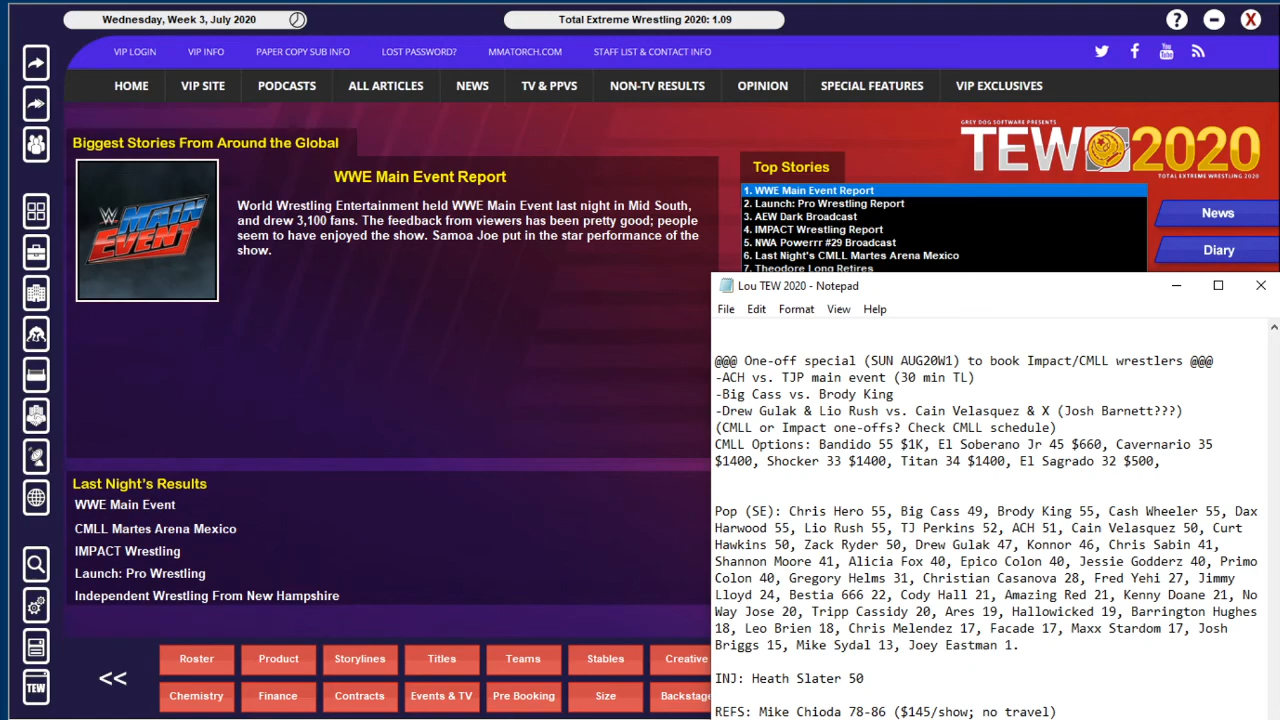 Wednesday, Week 3, July 2020
Total Extreme Wrestling 2020: 1.09
?
X
VIP LOGIN
VIP INFO
PAPER COPY SUB INFO
LOST PASSWORD?
MMATORCH.COM
STAFF LIST & CONTACT INFO
HOME
VIP SITE
PODCASTS
ALL ARTICLES
NEWS
TV & PPVS
NON-TV RESULTS
OPINION
SPECIAL FEATURES
VIP EXCLUSIVES
Biggest Stories From Around the Global
GREY DOG SOFTWARE PRESENTS
TEW 2020
TOTAL EXTREME WRESTLING 2020
W MAIN EVENT
WWE Main Event Report
World Wrestling Entertainment held WWE Main Event last night in Mid South,
and drew 3,100 fans. The feedback from viewers has been pretty good; people
seem to have enjoyed the show. Samoa Joe put in the star performance of the
show.
Top Stories
1. WWE Main Event Report
2. Launch: Pro Wrestling Report
3. AEW Dark Broadcast
4. IMPACT Wrestling Report
5. NWA Powerrr #29 Broadcast
6. Last Night's CMLL Martes Arena Mexico
7. Theodore Long Retires
News
Diary
Lou TEW 2020 - Notepad
File Edit Format View Help
@@@ One-off special (SUN AUG20W1) to book Impact/CMLL wrestlers @@@
-ACH vs. TJP main event (30 min TL)
-Big Cass vs. Brody King
-Drew Gulak & Lio Rush vs. Cain Velasquez & X (Josh Barnett???)
(CMLL or Impact one-offs? Check CMLL schedule)
CMLL Options: Bandido 55 $1K, El Soberano Jr 45 $660, Cavernario 35
$1400, Shocker 33 $1400, Titan 34 $1400, El Sagrado 32 $500,
Pop (SE): Chris Hero 55, Big Cass 49, Brody King 55, Cash Wheeler 55, Dax
Harwood 55, Lio Rush 55, TJ Perkins 52, ACH 51, Cain Velasquez 50, Curt
Hawkins 50, Zack Ryder 50, Drew Gulak 47, Konnor 46, Chris Sabin 41,
Shannon Moore 41, Alicia Fox 40, Epico Colon 40, Jessie Godderz 40, Primo
Colon 40, Gregory Helms 31, Christian Casanova 28, Fred Yehi 27, Jimmy
Lloyd 24, Bestia 666 22, Cody Hall 21, Amazing Red 21, Kenny Doane 21, No
Way Jose 20, Tripp Cassidy 20, Ares 19, Hallowicked 19, Barrington Hughes
18, Leo Brien 18, Chris Melendez 17, Facade 17, Maxx Stardom 17, Josh
Briggs 15, Mike Sydal 13, Joey Eastman 1.
INJ: Heath Slater 50
REFS: Mike Chioda 78-86 ($145/show; no travel)
Last Night's Results
WWE Main Event
CMLL Martes Arena Mexico
IMPACT Wrestling
Launch: Pro Wrestling
Independent Wrestling From New Hampshire
<<
Roster
Product
Storylines
Titles
Teams
Stables
Creative
Chemistry
Finance
Contracts
Events & TV
Pre Booking
Size
Backstage
TEW